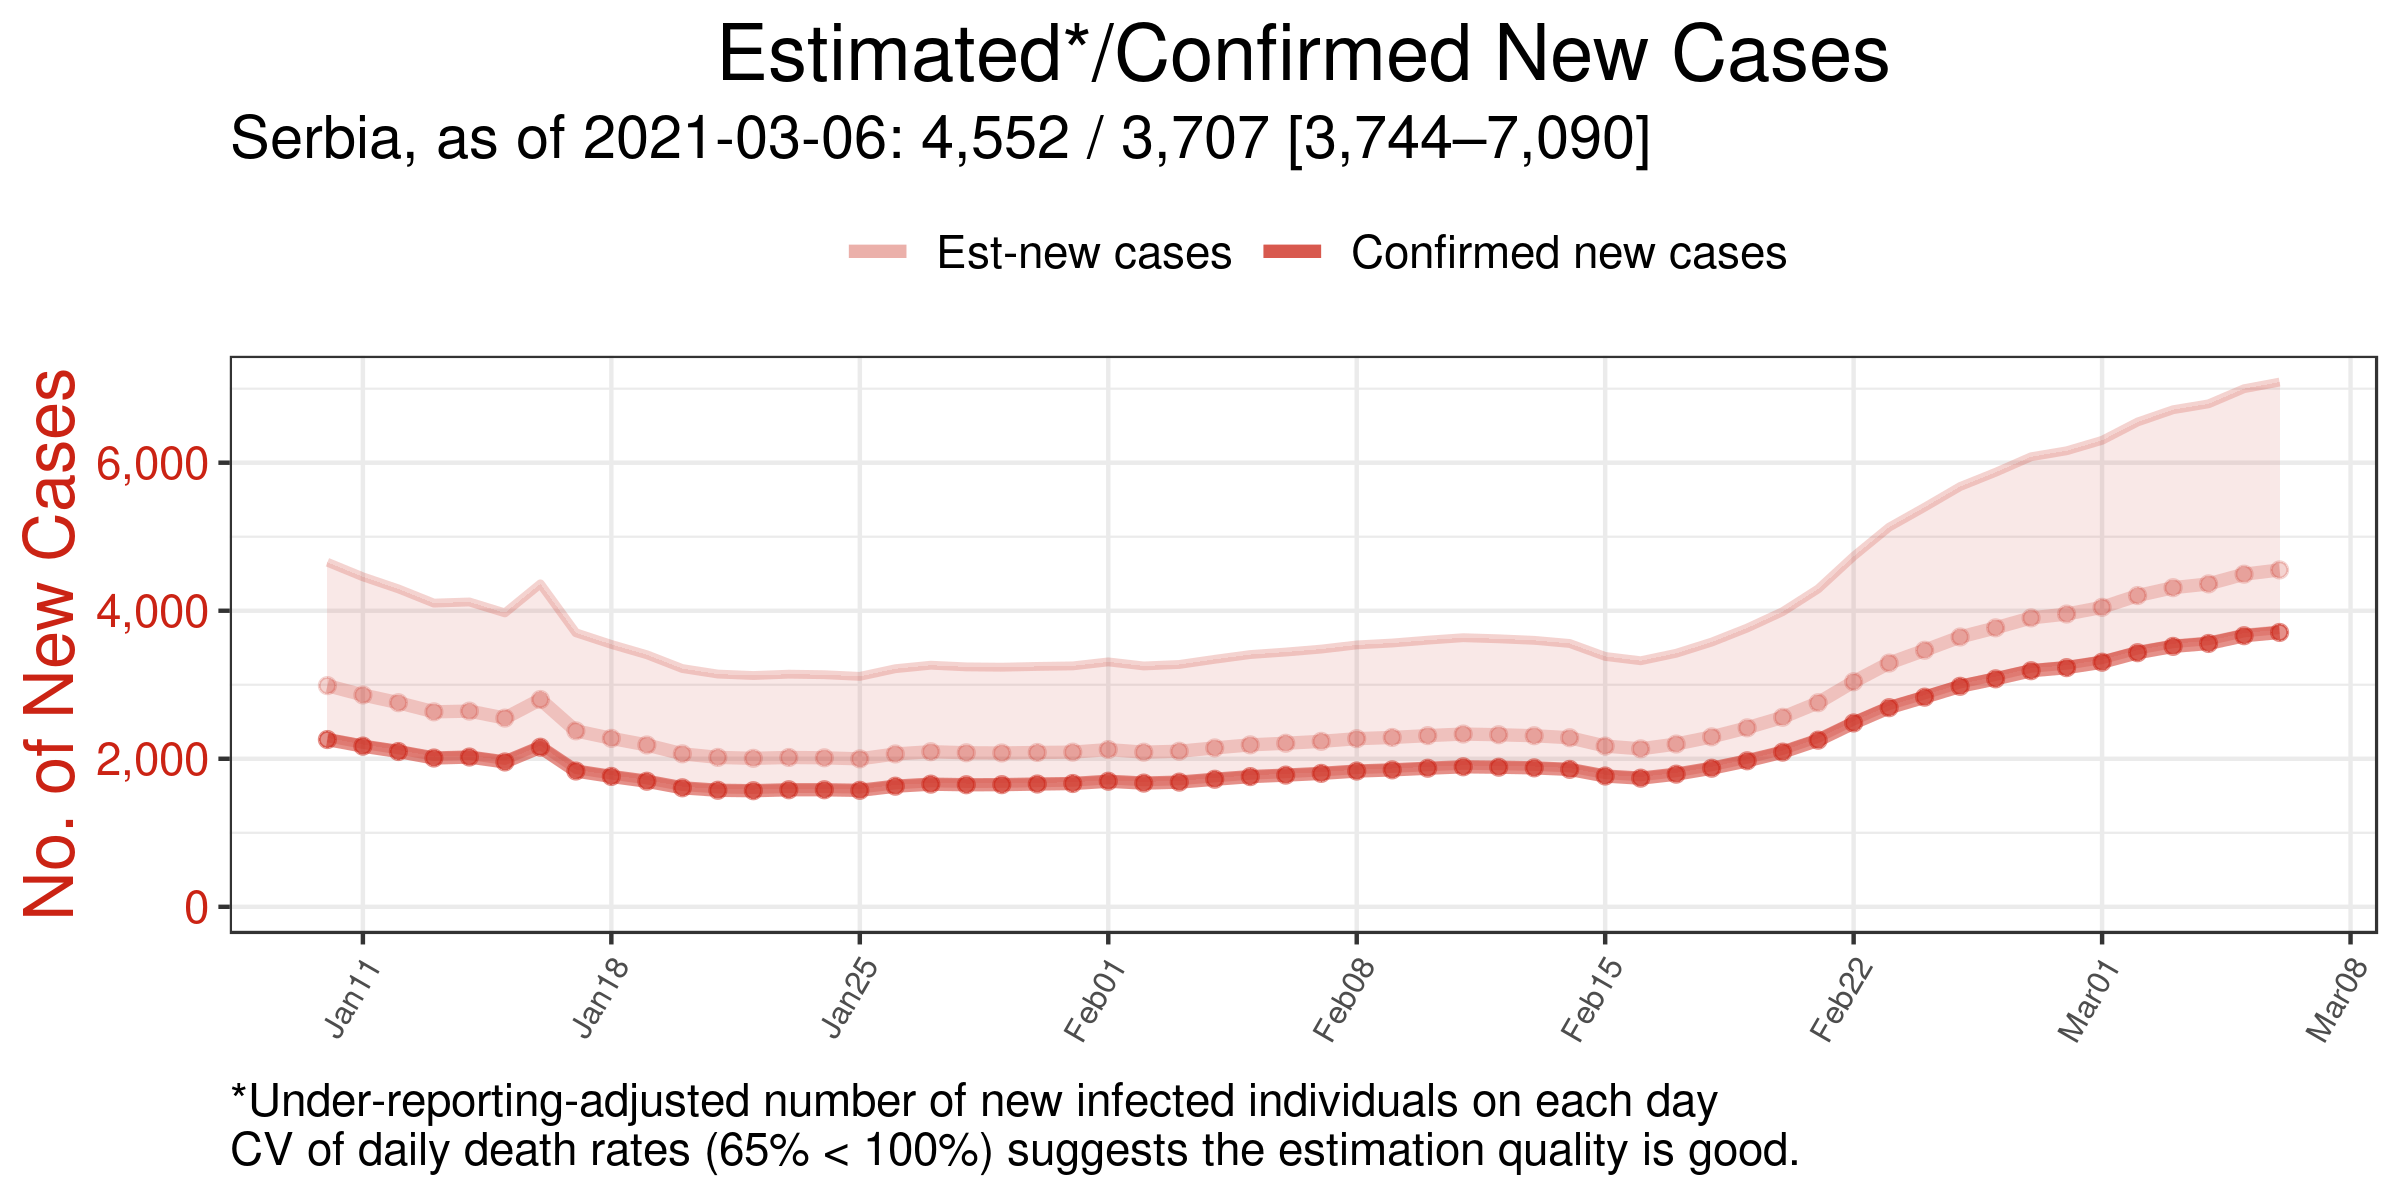 Estimated*/Confirmed New Cases
Serbia, as of 2021-03-06: 4,552 / 3,707 [3,744–7,090]
Est-new cases
Confirmed new cases
No. of New Cases
6,000
4,000
2,000
0
Jan11
Jan18
Jan25
Feb01
Feb08
Feb15
Feb22
Mar01
Mar08
*Under-reporting-adjusted number of new infected individuals on each day
CV of daily death rates (65% < 100%) suggests the estimation quality is good.